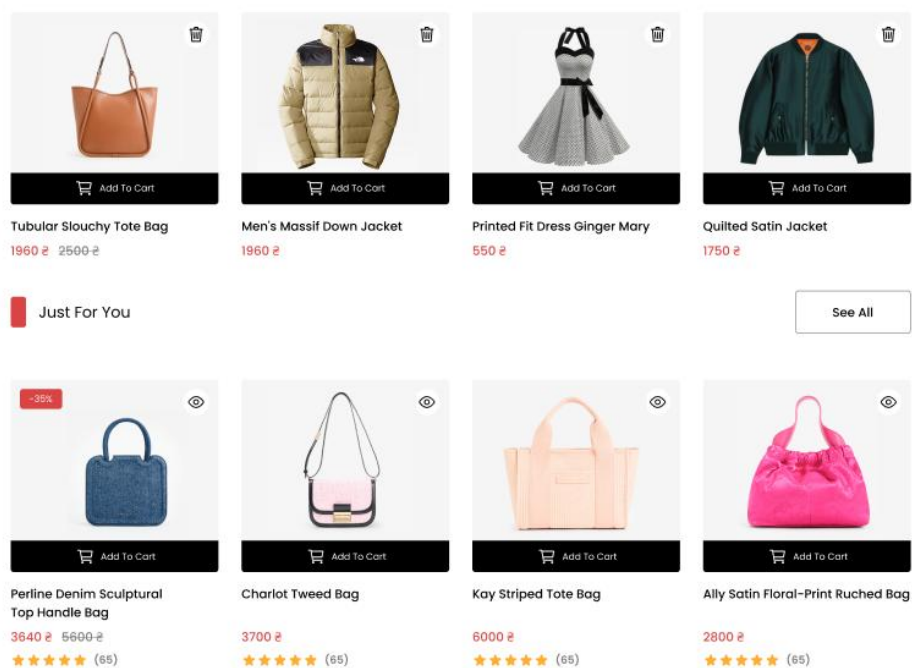 Add To Cart
Add To Cart
Add To Cart
Add To Cart
Tubular Slouchy Tote Bag
Men's Massif Down Jacket
Printed Fit Dress Ginger Mary
Quilted Satin Jacket
1960 ₴ 2500 ₴
1960 ₴
550 ₴
1750 ₴
Just For You
See All
-35%
Add To Cart
Add To Cart
Add To Cart
Add To Cart
Perline Denim Sculptural
Top Handle Bag
Charlot Tweed Bag
Kay Striped Tote Bag
Ally Satin Floral-Print Ruched Bag
3640 ₴ 5600 ₴
3700 ₴
6000 ₴
2800 ₴
(65)
(65)
(65)
(65)